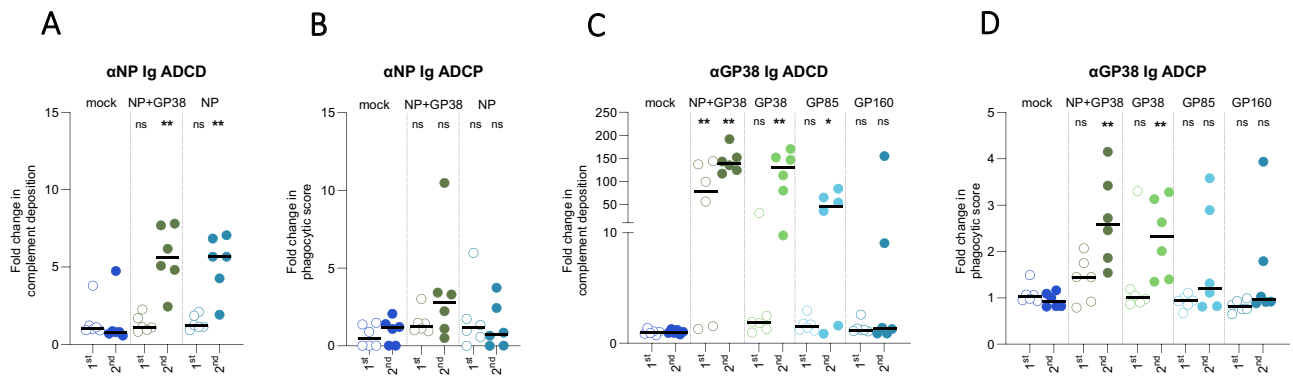 A
αNP Ig ADCD
mock NP+GP38 NP
ns ** ns **
Fold change in
complement deposition
15
10
5
0
1st 2nd 1st 2nd 1st 2nd
B
αNP Ig ADCP
mock NP+GP38 NP
ns ns ns ns
Fold change in
phagocytic score
15
10
5
0
1st 2nd 1st 2nd 1st 2nd
C
αGP38 Ig ADCD
mock NP+GP38 GP38 GP85 GP160
** ** ns ** ns * ns ns
Fold change in
complement deposition
250
200
150
100
50
10
0
1st 2nd 1st 2nd 1st 2nd 1st 2nd 1st 2nd
D
αGP38 Ig ADCP
mock NP+GP38 GP38 GP85 GP160
ns ** ns ** ns ns ns ns
Fold change in
phagocytic score
5
4
3
2
1
0
1st 2nd 1st 2nd 1st 2nd 1st 2nd 1st 2nd